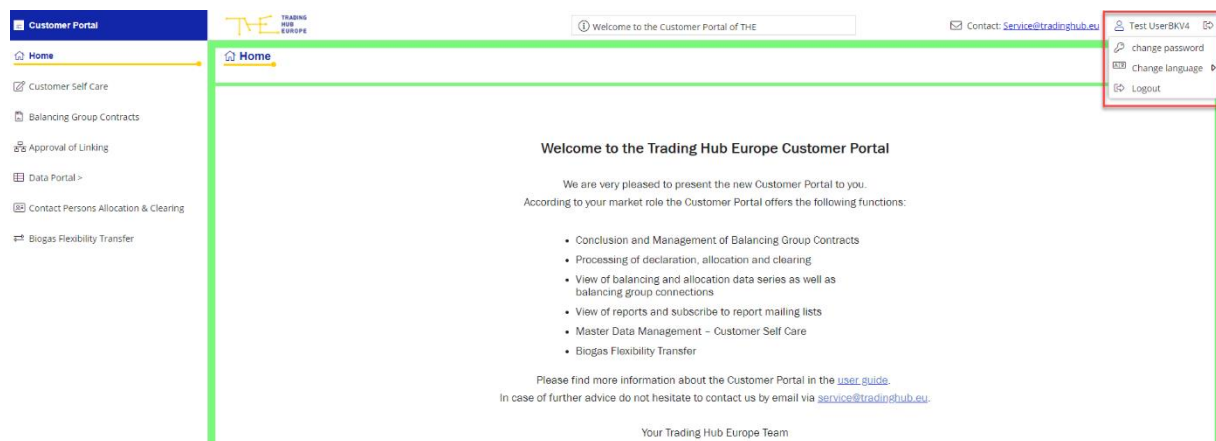 Customer Portal
THE TRADING
HUB
EUROPE
Welcome to the Customer Portal of THE
Contact: Service@tradinghub.eu
Test UserBKV4
change password
Change language
Logout
Home
Customer Self Care
Balancing Group Contracts
Approval of Linking
Data Portal >
Contact Persons Allocation & Clearing
Biogas Flexibility Transfer
Home
Welcome to the Trading Hub Europe Customer Portal
We are very pleased to present the new Customer Portal to you.
According to your market role the Customer Portal offers the following functions:
• Conclusion and Management of Balancing Group Contracts
• Processing of declaration, allocation and clearing
• View of balancing and allocation data series as well as
balancing group connections
• View of reports and subscribe to report mailing lists
• Master Data Management – Customer Self Care
• Biogas Flexibility Transfer
Please find more information about the Customer Portal in the user guide.
In case of further advice do not hesitate to contact us by email via service@tradinghub.eu.
Your Trading Hub Europe Team